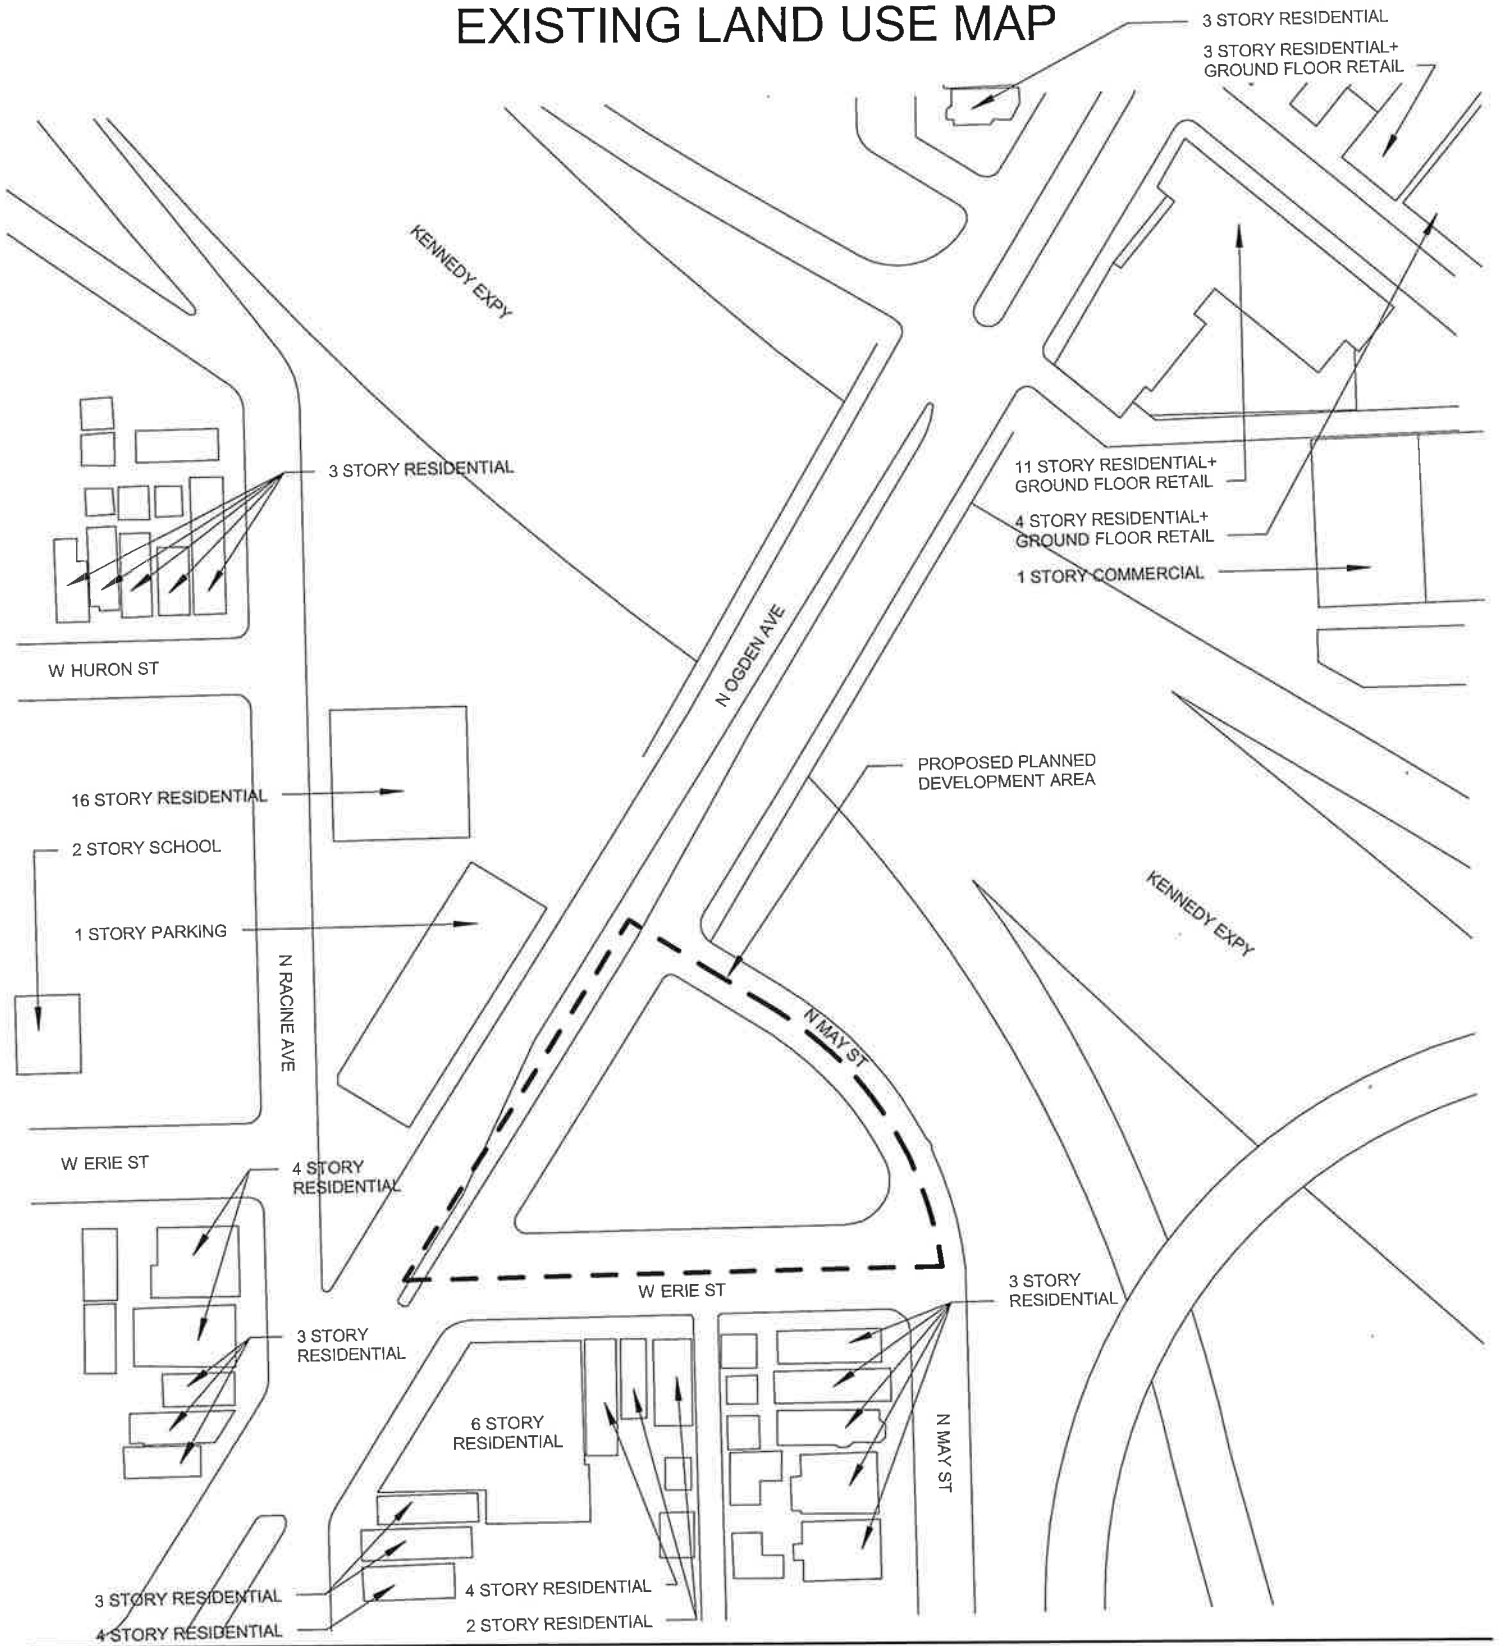 EXISTING LAND USE MAP
3 STORY RESIDENTIAL
3 STORY RESIDENTIAL+
GROUND FLOOR RETAIL
KENNEDY EXPY
3 STORY RESIDENTIAL
11 STORY RESIDENTIAL+
GROUND FLOOR RETAIL
4 STORY RESIDENTIAL+
GROUND FLOOR RETAIL
1 STORY COMMERCIAL
N OGDEN AVE
W HURON ST
PROPOSED PLANNED
DEVELOPMENT AREA
16 STORY RESIDENTIAL
2 STORY SCHOOL
1 STORY PARKING
KENNEDY EXPY
N RACINE AVE
N MAY ST
W ERIE ST
4 STORY
RESIDENTIAL
W ERIE ST
3 STORY
RESIDENTIAL
3 STORY
RESIDENTIAL
6 STORY
RESIDENTIAL
N MAY ST
3 STORY RESIDENTIAL
4 STORY RESIDENTIAL
4 STORY RESIDENTIAL
2 STORY RESIDENTIAL